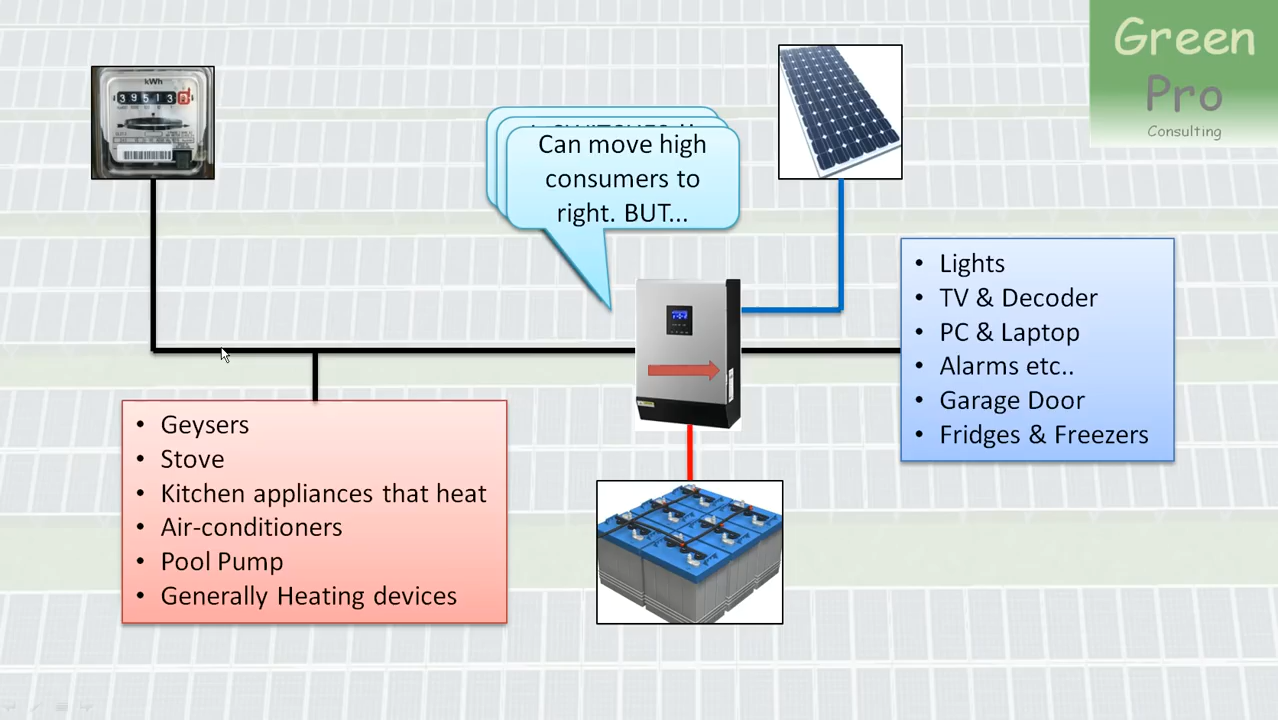 Green
Pro
Consulting
kWh
39513
Can move high
consumers to
right. BUT...
• Lights
• TV & Decoder
• PC & Laptop
• Alarms etc..
• Garage Door
• Fridges & Freezers
• Geysers
• Stove
• Kitchen appliances that heat
• Air-conditioners
• Pool Pump
• Generally Heating devices